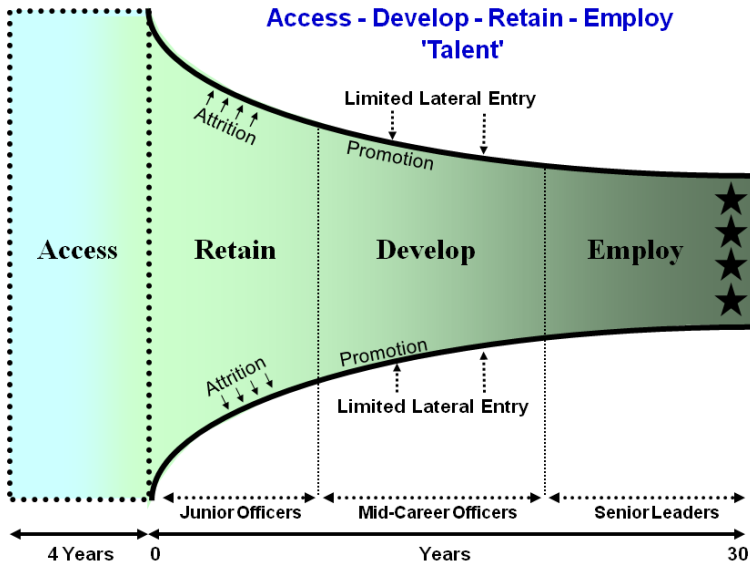 Access - Develop - Retain - Employ
'Talent'
Limited Lateral Entry
Attrition
Promotion
Access
Retain
Develop
Employ
Attrition
Promotion
Limited Lateral Entry
Junior Officers
Mid-Career Officers
Senior Leaders
4 Years
0
Years
30